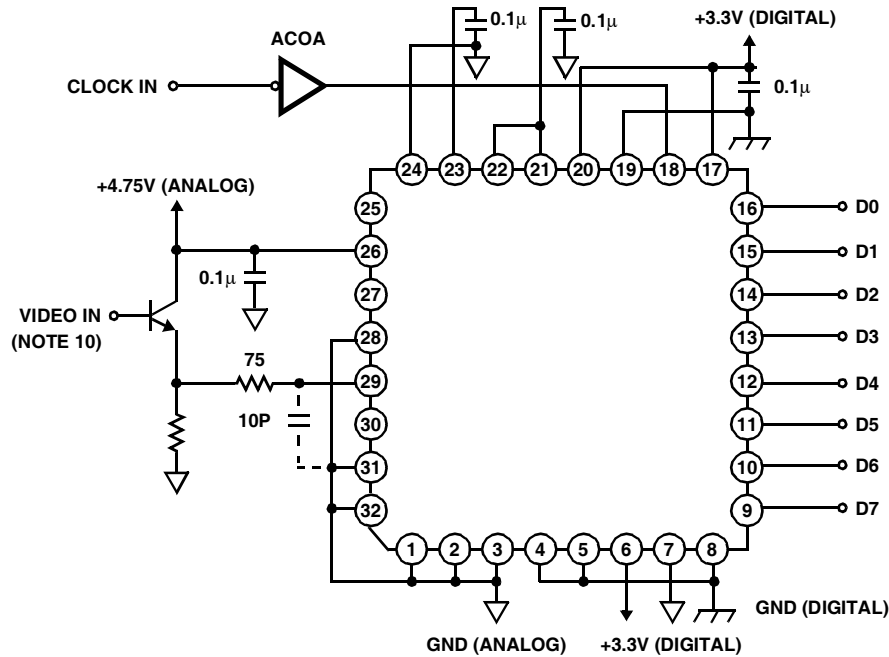 0.1µ
0.1µ
+3.3V (DIGITAL)
ACOA
CLOCK IN
0.1µ
24 23 22 21 20 19 18 17
+4.75V (ANALOG)
25
16 D0
26
15 D1
0.1µ
27
14 D2
VIDEO IN
(NOTE 10)
28
13 D3
75
29
12 D4
10P
30
11 D5
31
10 D6
32
9 D7
1 2 3 4 5 6 7 8
GND (DIGITAL)
GND (ANALOG)
+3.3V (DIGITAL)